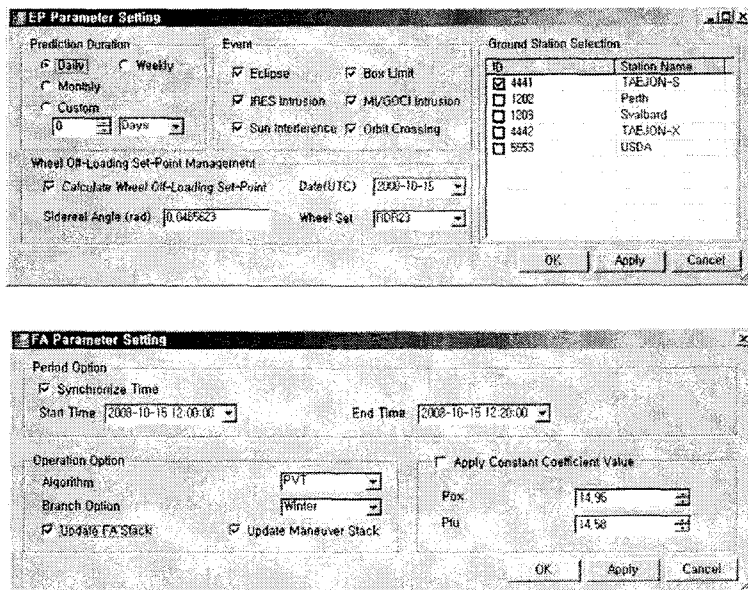 EP Parameter Setting
Prediction Duration
Daily
Weekly
Monthly
Custom
0
Days
Event
Eclipse
Box Limit
IRES Intrusion
MI/GOCI Intrusion
Sun Interference
Orbit Crossing
Ground Station Selection
ID Station Name
4441 TAEJON-S
1202 Perth
1203 Svalbard
4442 TAEJON-X
5553 USDA
Wheel Off-Loading Set-Point Management
Calculate Wheel Off-Loading Set-Point
Date(UTC) 2008-10-15
Sidereal Angle (rad) 0.0485623
Wheel Set
OK Apply Cancel
FA Parameter Setting
Period Option
Synchronize Time
Start Time 2008-10-15 12:00:00
End Time 2008-10-15 12:20:00
Operation Option
Algorithm PVT
Branch Option Winter
Update FA Stack
Update Maneuver Stack
Apply Constant Coefficient Value
Pox 14.96
Pfu 14.58
OK Apply Cancel